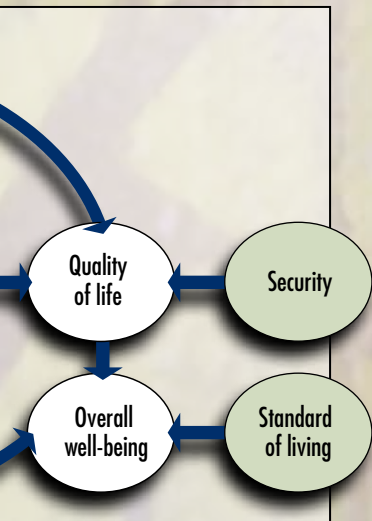 Quality
of life
Security
Overall
well-being
Standard
of living